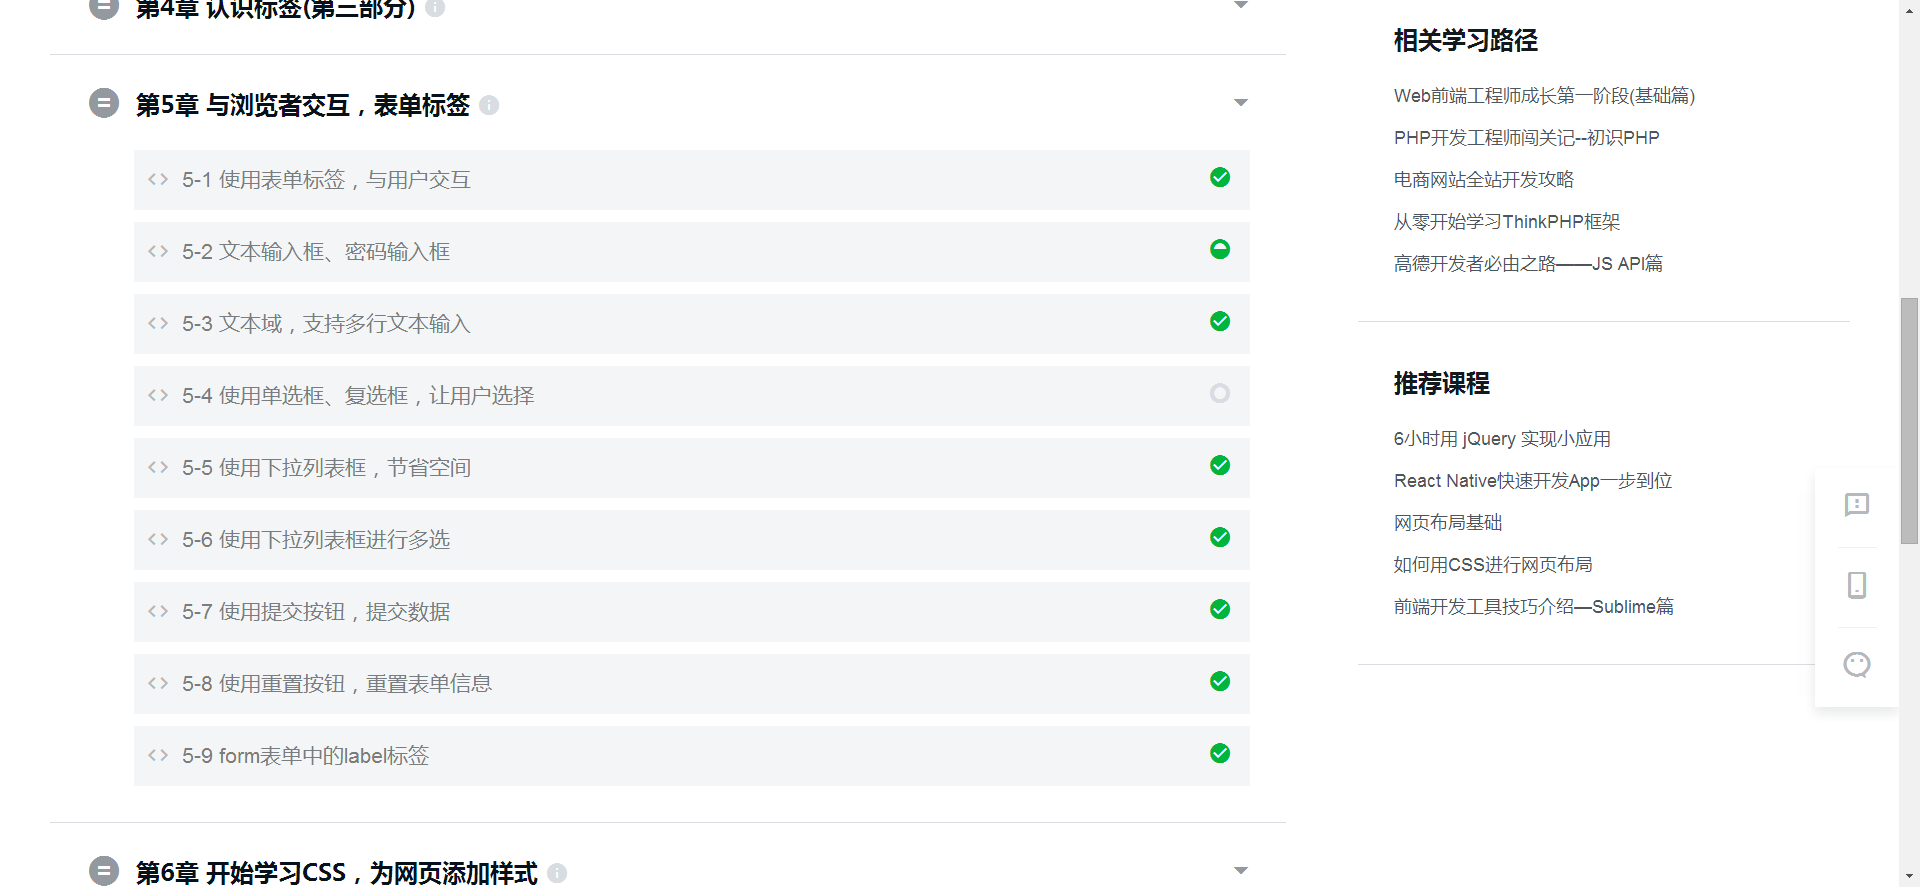 第4章 认识标签(第三部分)
第5章 与浏览者交互，表单标签
5-1 使用表单标签，与用户交互
5-2 文本输入框、密码输入框
5-3 文本域，支持多行文本输入
5-4 使用单选框、复选框，让用户选择
5-5 使用下拉列表框，节省空间
5-6 使用下拉列表框进行多选
5-7 使用提交按钮，提交数据
5-8 使用重置按钮，重置表单信息
5-9 form表单中的label标签
第6章 开始学习CSS，为网页添加样式
相关学习路径
Web前端工程师成长第一阶段(基础篇)
PHP开发工程师闯关记--初识PHP
电商网站全站开发攻略
从零开始学习ThinkPHP框架
高德开发者必由之路——JS API篇
推荐课程
6小时用 jQuery 实现小应用
React Native快速开发App一步到位
网页布局基础
如何用CSS进行网页布局
前端开发工具技巧介绍—Sublime篇